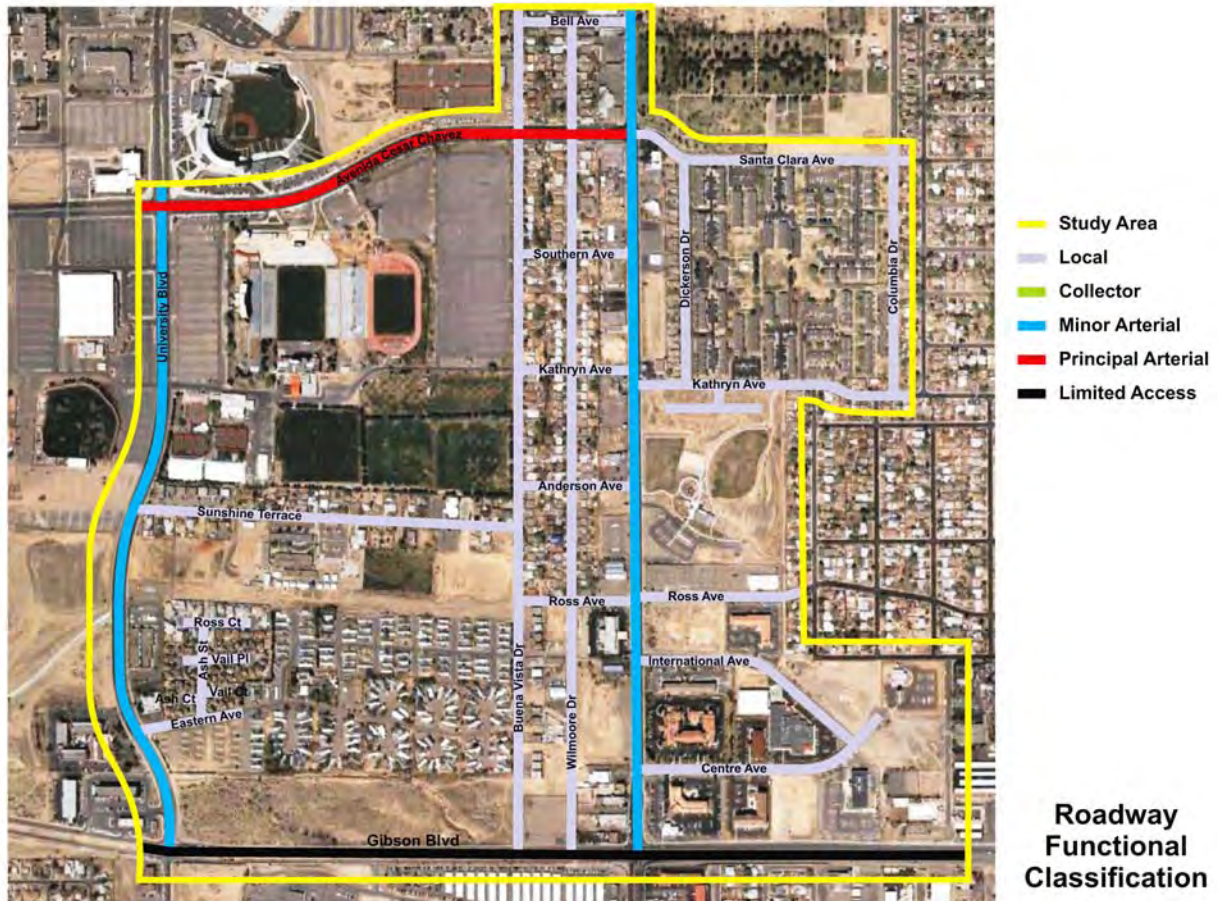 Bell Ave
Avenida Cesar Chavez
Santa Clara Ave
Southern Ave
Dickerson Dr
Columbia Dr
University Blvd
Kathryn Ave
Kathryn Ave
Anderson Ave
Sunshine Terrace
Ross Ave
Ross Ave
Ross Ct
Ash St
Vail Pl
International Ave
Ash Ct
Vail Ct
Eastern Ave
Buena Vista Dr
Wilmoore Dr
Centre Ave
Gibson Blvd
Study Area
Local
Collector
Minor Arterial
Principal Arterial
Limited Access
Roadway
Functional
Classification